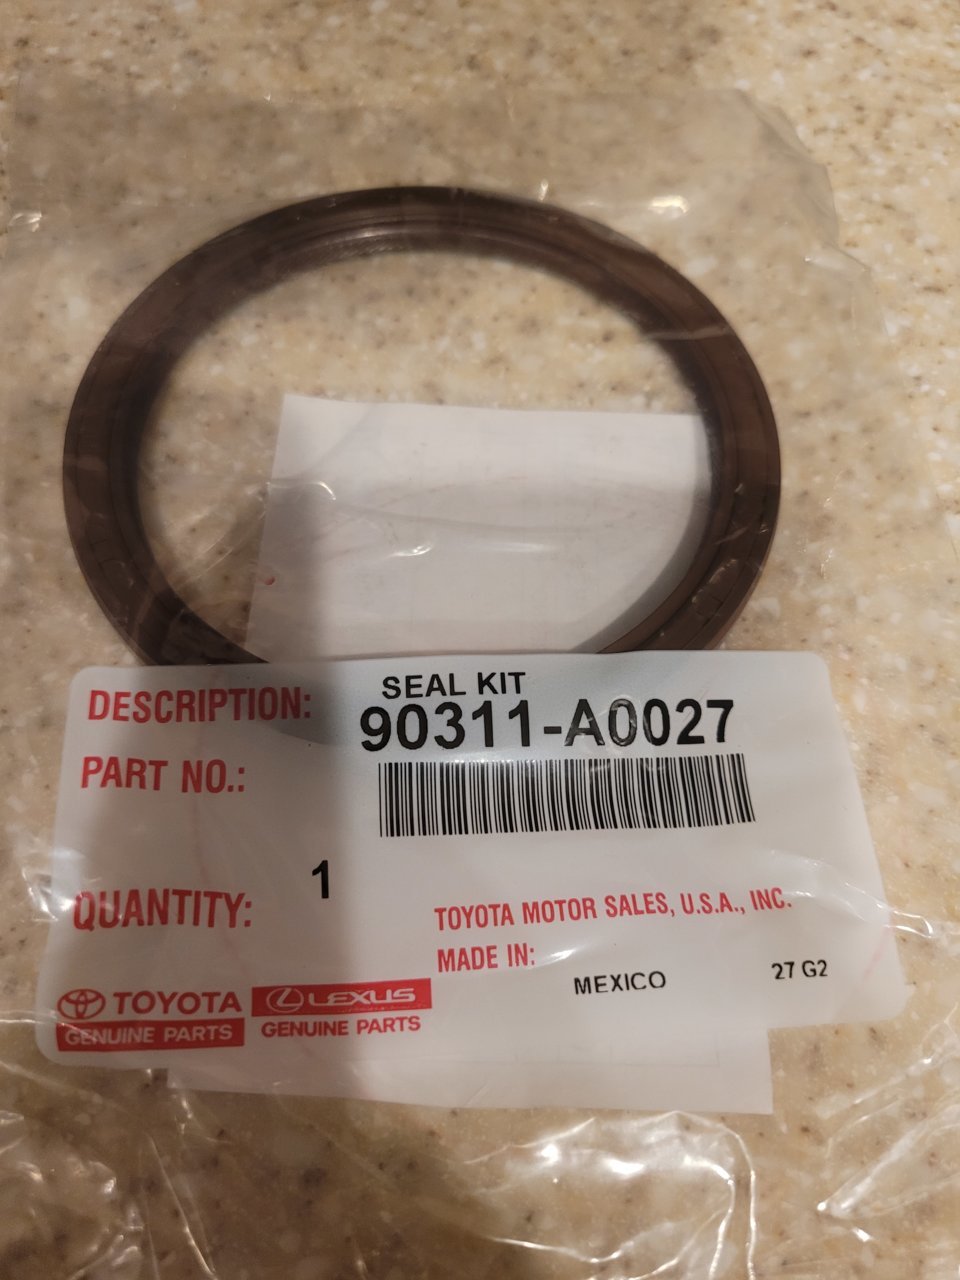 SEAL KIT
DESCRIPTION:
90311-A0027
PART NO.:
1
QUANTITY:
TOYOTA MOTOR SALES, U.S.A., INC.
MADE IN:
MEXICO 27 G2
TOYOTA
GENUINE PARTS
LEXUS
GENUINE PARTS